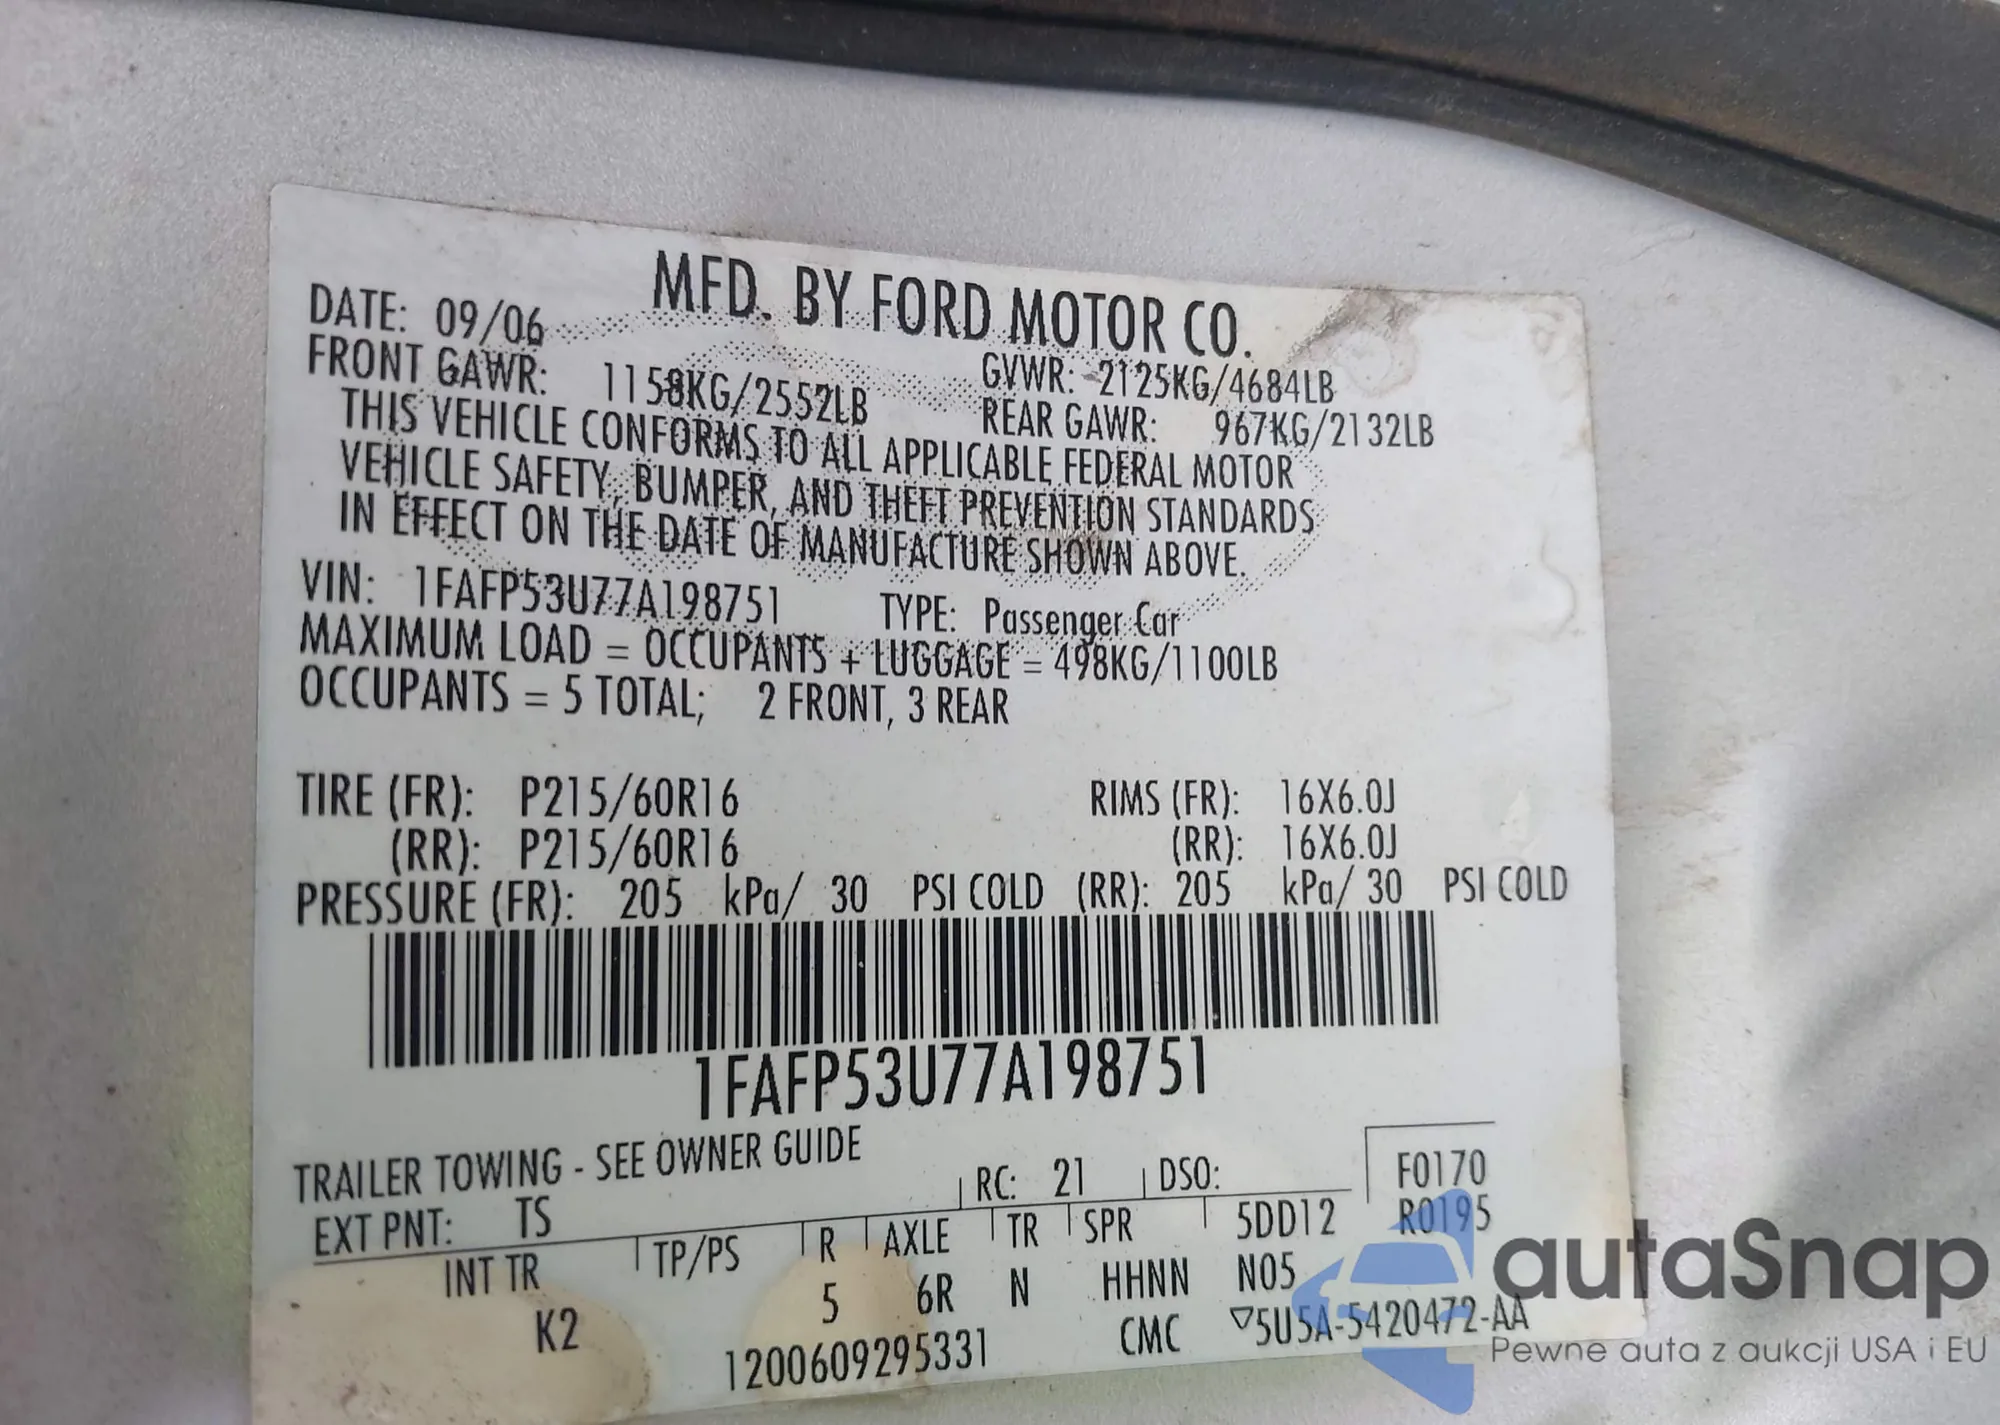 MFD. BY FORD MOTOR CO.
DATE: 09/06
FRONT GAWR: 1158KG/2552LB
GVWR: 2125KG/4684LB
REAR GAWR: 967KG/2132LB
THIS VEHICLE CONFORMS TO ALL APPLICABLE FEDERAL MOTOR
VEHICLE SAFETY, BUMPER, AND THEFT PREVENTION STANDARDS
IN EFFECT ON THE DATE OF MANUFACTURE SHOWN ABOVE.
VIN: 1FAFP53U77A198751 TYPE: Passenger Car
MAXIMUM LOAD = OCCUPANTS + LUGGAGE = 498KG/1100LB
OCCUPANTS = 5 TOTAL; 2 FRONT, 3 REAR
TIRE (FR): P215/60R16 RIMS (FR): 16X6.0J
(RR): P215/60R16 (RR): 16X6.0J
PRESSURE (FR): 205 kPa/ 30 PSI COLD (RR): 205 kPa/ 30 PSI COLD
1FAFP53U77A198751
TRAILER TOWING - SEE OWNER GUIDE
EXT PNT: TS RC: 21 DSO: F0170
INT TR TP/PS R AXLE TR SPR 5DD12 R0195
K2 5 6R N HHNN N05
1200609295331 CMC ▽5U5A-5420472-AA
autaSnap
Pewne auta z aukcji USA i EU